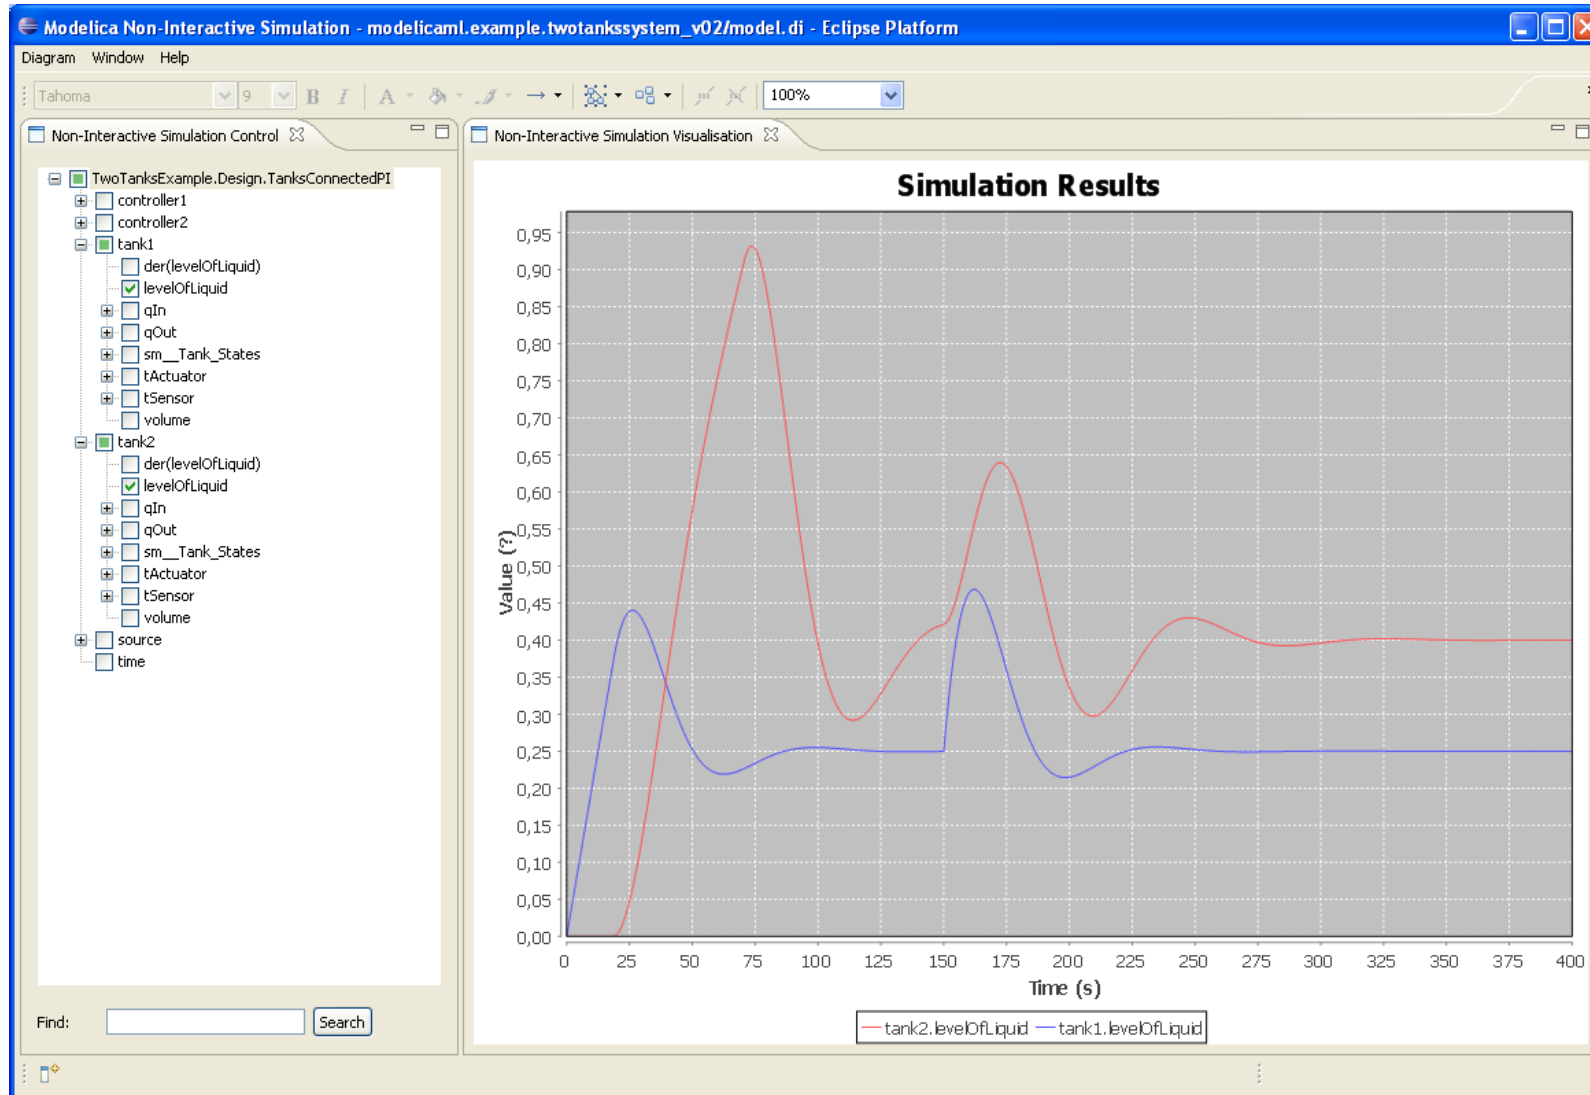 Modelica Non-Interactive Simulation - modelicaml.example.twotankssystem_v02/model.di - Eclipse Platform
Diagram Window Help
Tahoma 9 B I A 100%
Non-Interactive Simulation Control
TwoTanksExample.Design.TanksConnectedPI
controller1
controller2
tank1
der(levelOfLiquid)
levelOfLiquid
qIn
qOut
sm__Tank_States
tActuator
tSensor
volume
tank2
der(levelOfLiquid)
levelOfLiquid
qIn
qOut
sm__Tank_States
tActuator
tSensor
volume
source
time
Find: Search
Non-Interactive Simulation Visualisation
Simulation Results
Value (?)
0,95
0,90
0,85
0,80
0,75
0,70
0,65
0,60
0,55
0,50
0,45
0,40
0,35
0,30
0,25
0,20
0,15
0,10
0,05
0,00
0 25 50 75 100 125 150 175 200 225 250 275 300 325 350 375 400
Time (s)
tank2.levelOfLiquid tank1.levelOfLiquid